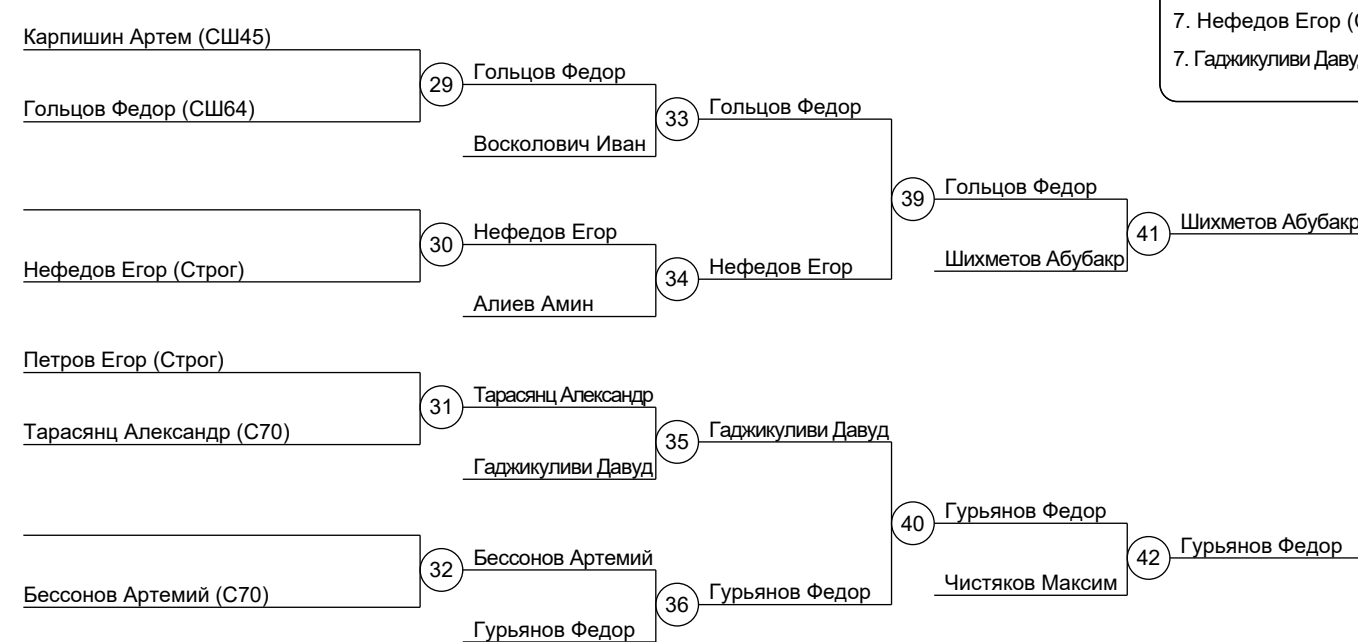 7. Нефедов Егор
7. Гаджикуливи
Карпишин Артем (СШ45)
29
Гольцов Федор
Гольцов Федор (СШ64)
33
Гольцов Федор
Восколович Иван
39
Гольцов Федор
30
Нефедов Егор
Нефедов Егор (Строг)
34
Нефедов Егор
Алиев Амин
41
Шихметов Абубакр
Шихметов Абубакр
Петров Егор (Строг)
31
Тарасянц Александр
Тарасянц Александр (С70)
35
Гаджикуливи Давуд
Гаджикуливи Давуд
40
Гурьянов Федор
32
Бессонов Артемий
Бессонов Артемий (С70)
36
Гурьянов Федор
Гурьянов Федор
42
Гурьянов Федор
Чистяков Максим